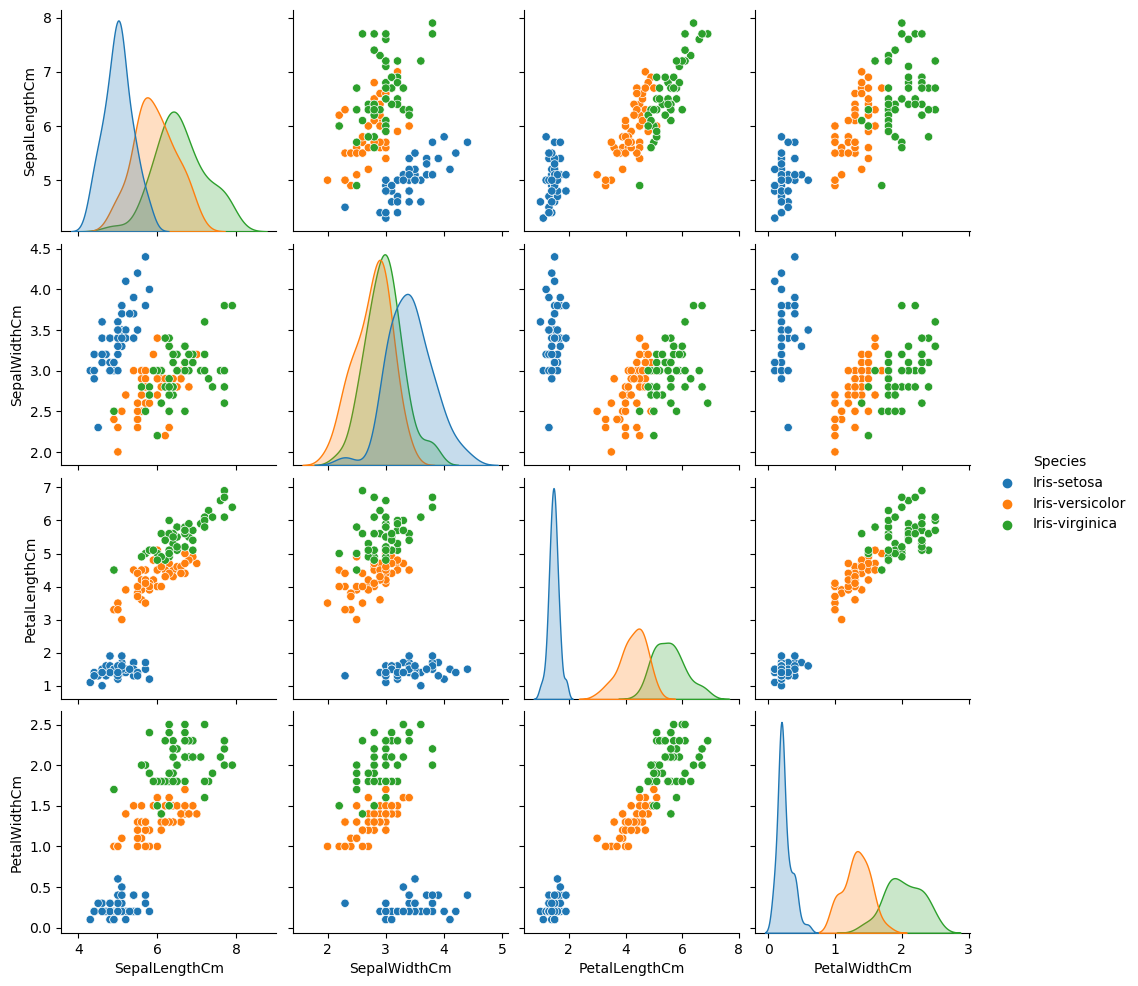 8
7
6
5
SepalLengthCm
4.5
4.0
3.5
3.0
2.5
2.0
SepalWidthCm
Species
Iris-setosa
Iris-versicolor
Iris-virginica
7
6
5
4
3
2
1
PetalLengthCm
2.5
2.0
1.5
1.0
0.5
0.0
PetalWidthCm
4 6 8
2 3 4 5
2 4 6 8
0 1 2 3
SepalLengthCm
SepalWidthCm
PetalLengthCm
PetalWidthCm